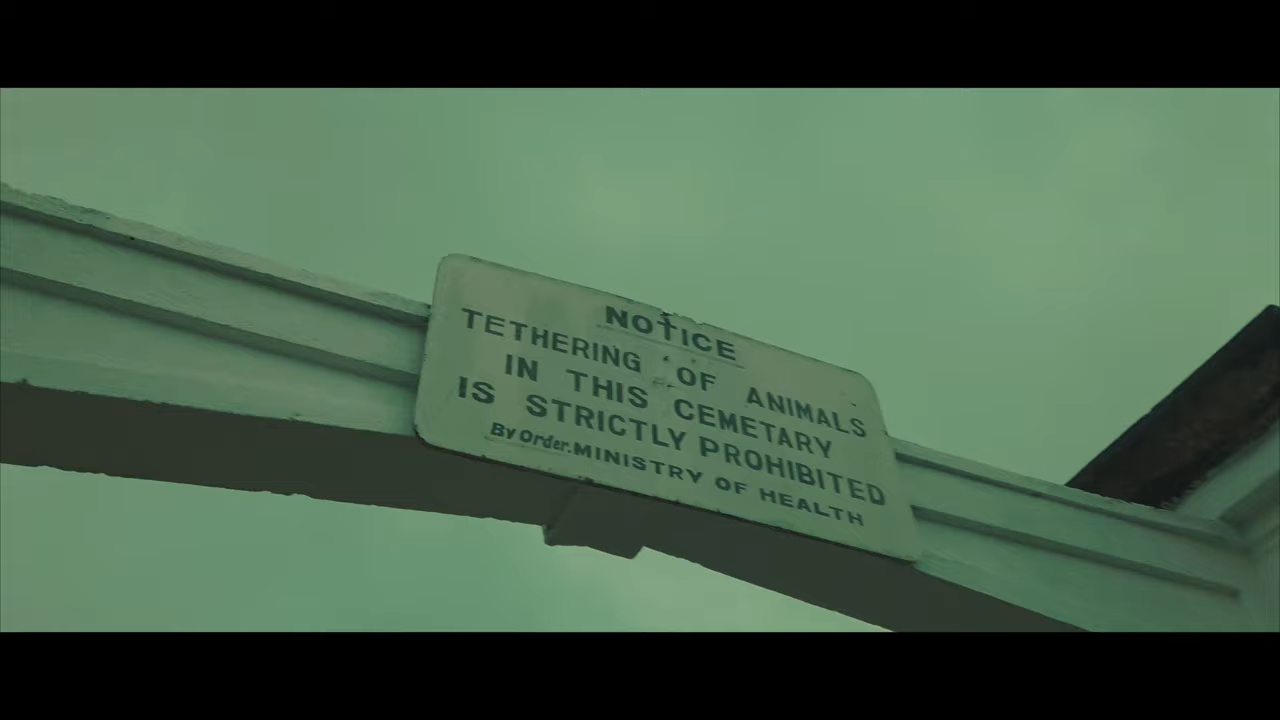 NOTICE
TETHERING OF ANIMALS
IN THIS CEMETARY
IS STRICTLY PROHIBITED
By Order. MINISTRY OF HEALTH